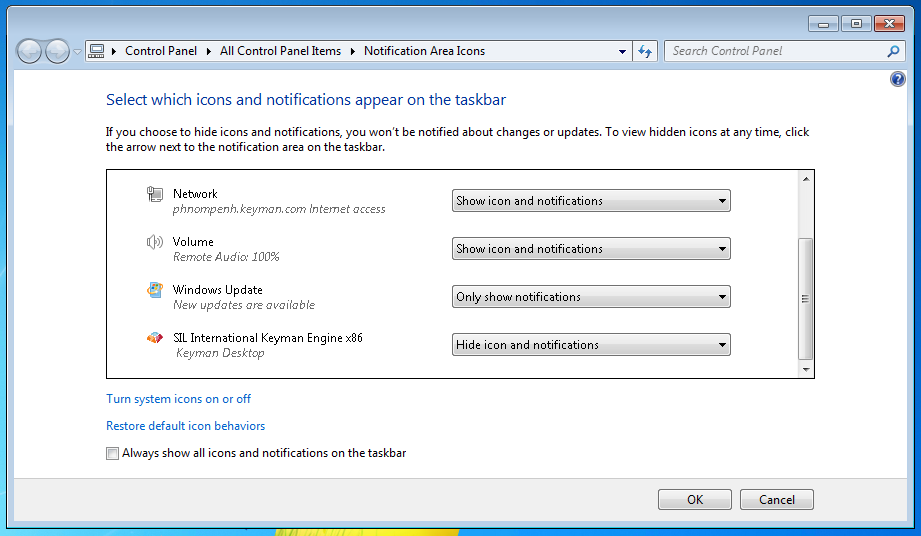 Control Panel ▸ All Control Panel Items ▸ Notification Area Icons
Search Control Panel
Select which icons and notifications appear on the taskbar
If you choose to hide icons and notifications, you won't be notified about changes or updates. To view hidden icons at any time, click
the arrow next to the notification area on the taskbar.
Network
Show icon and notifications
phnompenh.keyman.com Internet access
Volume
Show icon and notifications
Remote Audio: 100%
Windows Update
Only show notifications
New updates are available
SIL International Keyman Engine x86
Hide icon and notifications
Keyman Desktop
Turn system icons on or off
Restore default icon behaviors
Always show all icons and notifications on the taskbar
OK
Cancel